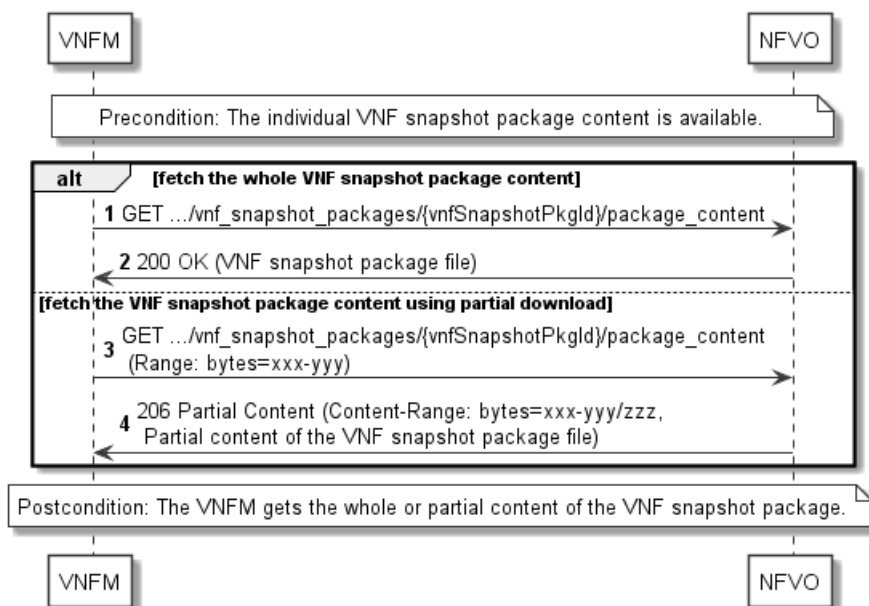 VNFM NFVO
Precondition: The individual VNF snapshot package content is available.
alt [fetch the whole VNF snapshot package content]
1 GET .../vnf_snapshot_packages/{vnfSnapshotPkgId}/package_content
2 200 OK (VNF snapshot package file)
[fetch the VNF snapshot package content using partial download]
3 GET .../vnf_snapshot_packages/{vnfSnapshotPkgId}/package_content
(Range: bytes=xxx-yyy)
4 206 Partial Content (Content-Range: bytes=xxx-yyy/zzz,
Partial content of the VNF snapshot package file)
Postcondition: The VNFM gets the whole or partial content of the VNF snapshot package.
VNFM NFVO